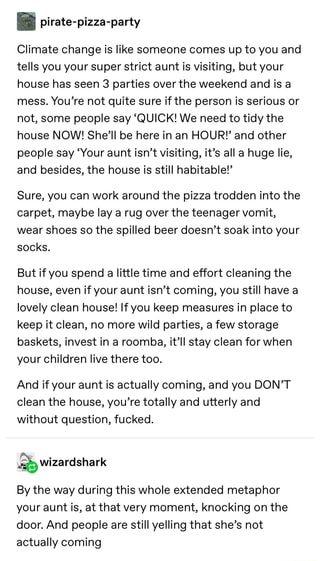 pirate-pizza-party
Climate change is like someone comes up to you and
tells you your super strict aunt is visiting, but your
house has seen 3 parties over the weekend and is a
mess. You're not quite sure if the person is serious or
not, some people say 'QUICK! We need to tidy the
house NOW! She'll be here in an HOUR!' and other
people say 'Your aunt isn't visiting, it's all a huge lie,
and besides, the house is still habitable!'
Sure, you can work around the pizza trodden into the
carpet, maybe lay a rug over the teenager vomit,
wear shoes so the spilled beer doesn't soak into your
socks.
But if you spend a little time and effort cleaning the
house, even if your aunt isn't coming, you still have a
lovely clean house! If you keep measures in place to
keep it clean, no more wild parties, a few storage
baskets, invest in a roomba, it'll stay clean for when
your children live there too.
And if your aunt is actually coming, and you DON'T
clean the house, you're totally and utterly and
without question, fucked.
wizardshark
By the way during this whole extended metaphor
your aunt is, at that very moment, knocking on the
door. And people are still yelling that she's not
actually coming